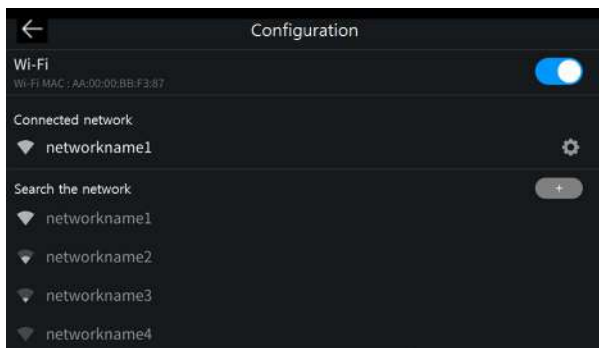 Configuration
Wi-Fi
Wi-Fi MAC : AA:00:00:BB:F3:87
Connected network
networkname1
Search the network
+
networkname1
networkname2
networkname3
networkname4